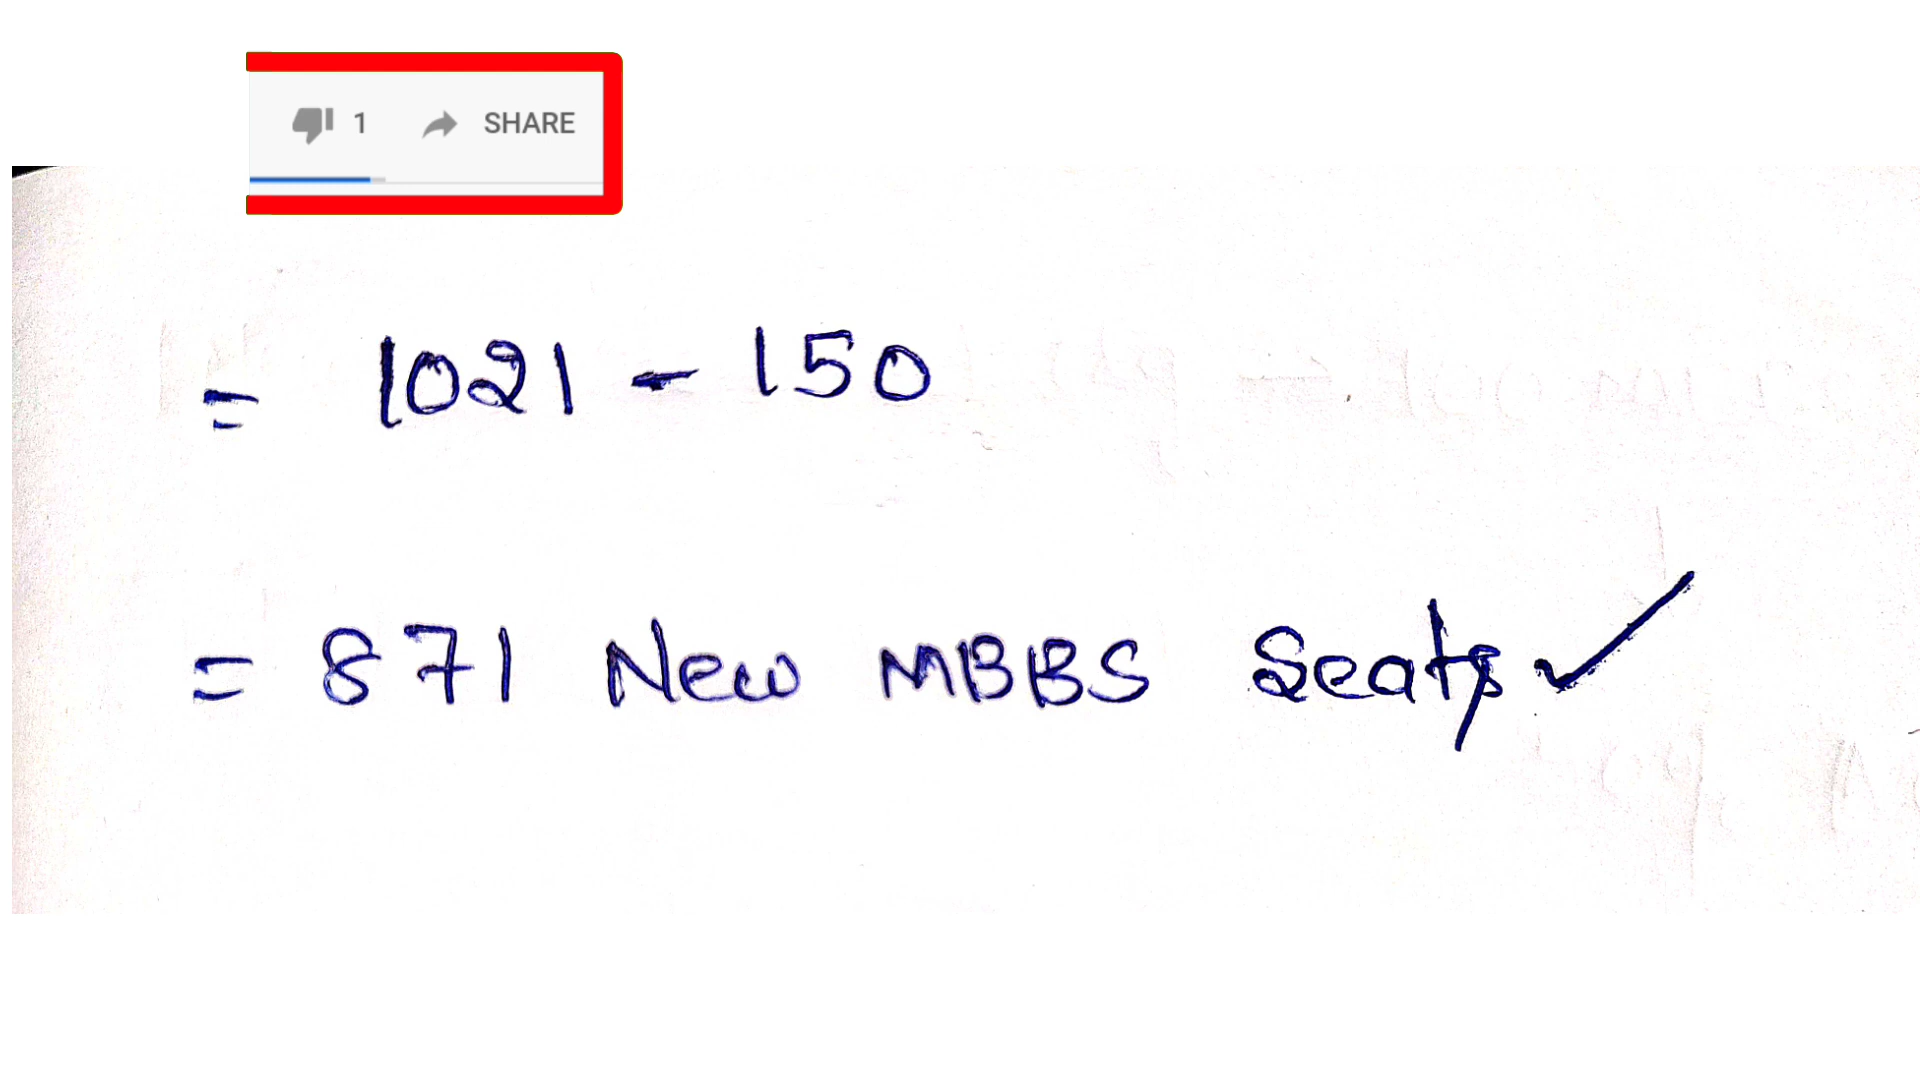 1 SHARE
= 1021 - 150
= 871 New MBBS Seats ✓